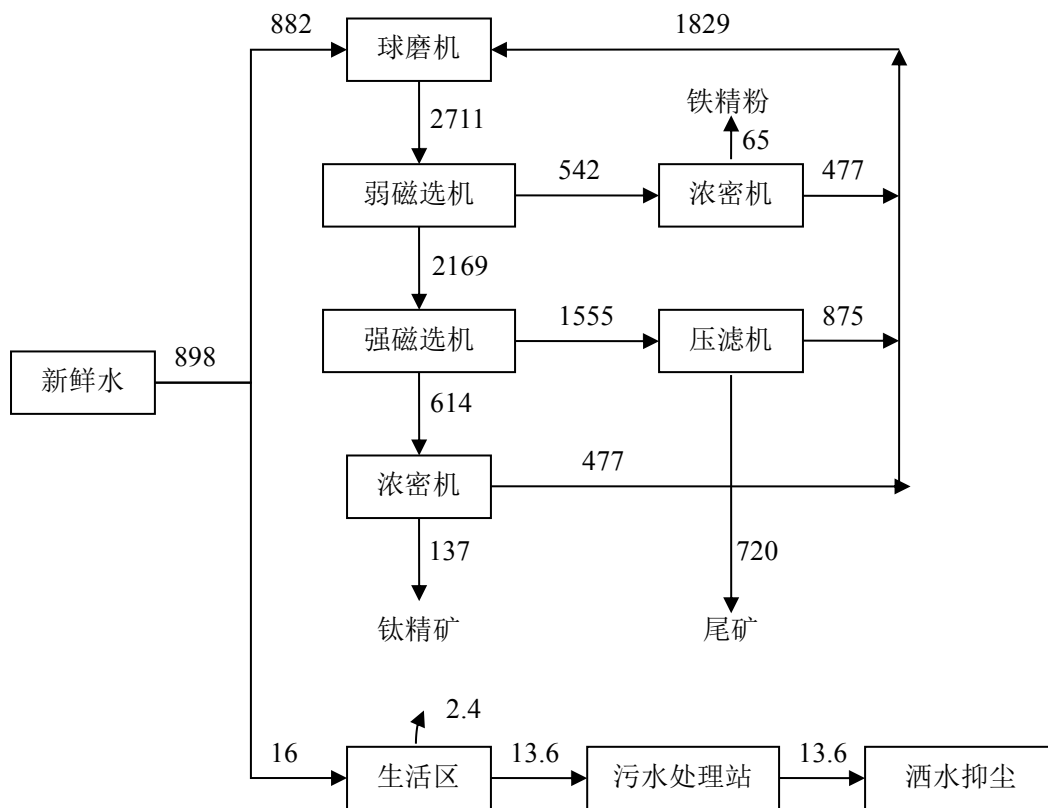 882
球磨机
1829
2711
铁精粉
65
弱磁选机
542
浓密机
477
2169
强磁选机
1555
压滤机
875
新鲜水
898
614
浓密机
477
137
720
钛精矿
尾矿
2.4
16
生活区
13.6
污水处理站
13.6
洒水抑尘